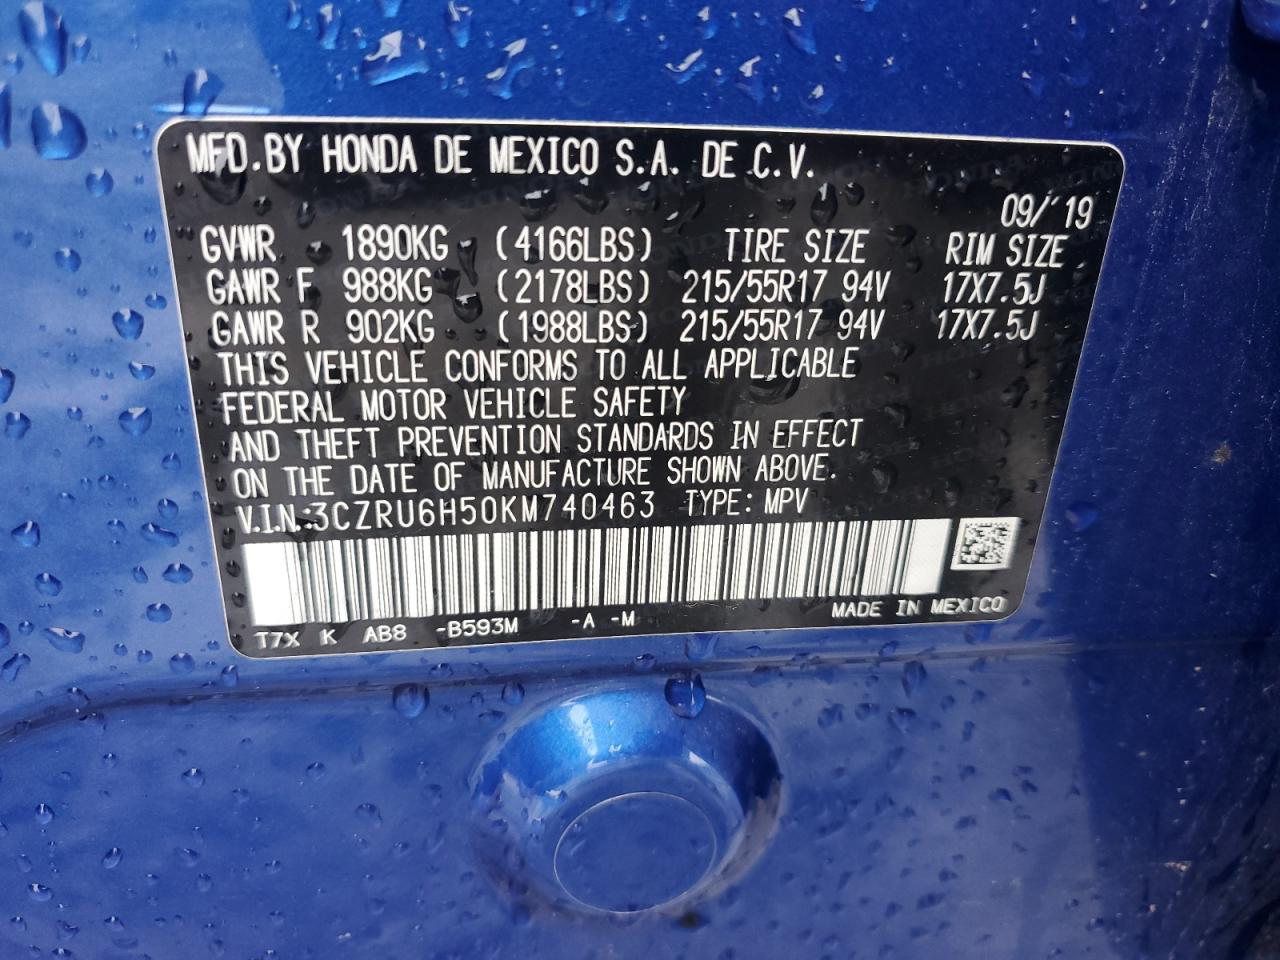 MFD.BY HONDA DE MEXICO S.A. DE C.V.
09/'19
GVWR 1890KG (4166LBS) TIRE SIZE RIM SIZE
GAWR F 988KG (2178LBS) 215/55R17 94V 17X7.5J
GAWR R 902KG (1988LBS) 215/55R17 94V 17X7.5J
THIS VEHICLE CONFORMS TO ALL APPLICABLE
FEDERAL MOTOR VEHICLE SAFETY
AND THEFT PREVENTION STANDARDS IN EFFECT
ON THE DATE OF MANUFACTURE SHOWN ABOVE.
V.I.N.:3CZRU6H50KM740463 TYPE: MPV
MADE IN MEXICO
T7X K AB8 -B593M -A -M